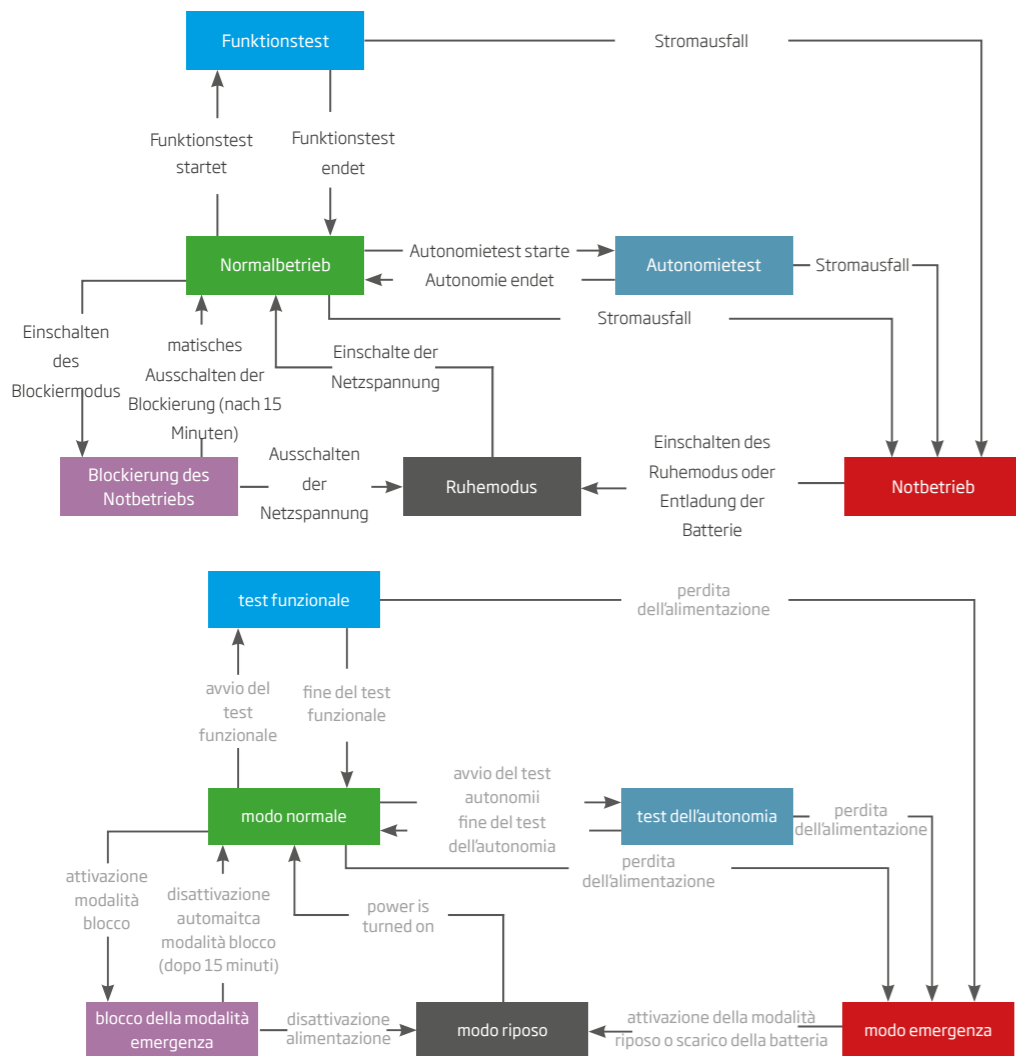 Funktionstest
Stromausfall
Funktionstest
startet
Funktionstest
endet
Normalbetrieb
Autonomietest starte
Autonomie endet
Autonomietest
Stromausfall
Stromausfall
Einschalten
des
Blockiermodus
matisches
Ausschalten der
Blockierung (nach 15
Minuten)
Einschalte der
Netzspannung
Blockierung des
Notbetriebs
Ausschalten
der
Netzspannung
Ruhemodus
Einschalten des
Ruhemodus oder
Entladung der
Batterie
Notbetrieb
test funzionale
perdita
dell'alimentazione
avvio del
test
funzionale
fine del test
funzionale
modo normale
avvio del test
autonomii
fine del test
dell'autonomia
test dell'autonomia
perdita
dell'alimentazione
perdita
dell'alimentazione
attivazione
modalità
blocco
disattivazione
automaitca
modalità blocco
(dopo 15 minuti)
power is
turned on
blocco della modalità
emergenza
disattivazione
alimentazione
modo riposo
attivazione della modalità
riposo o scarico della batteria
modo emergenza